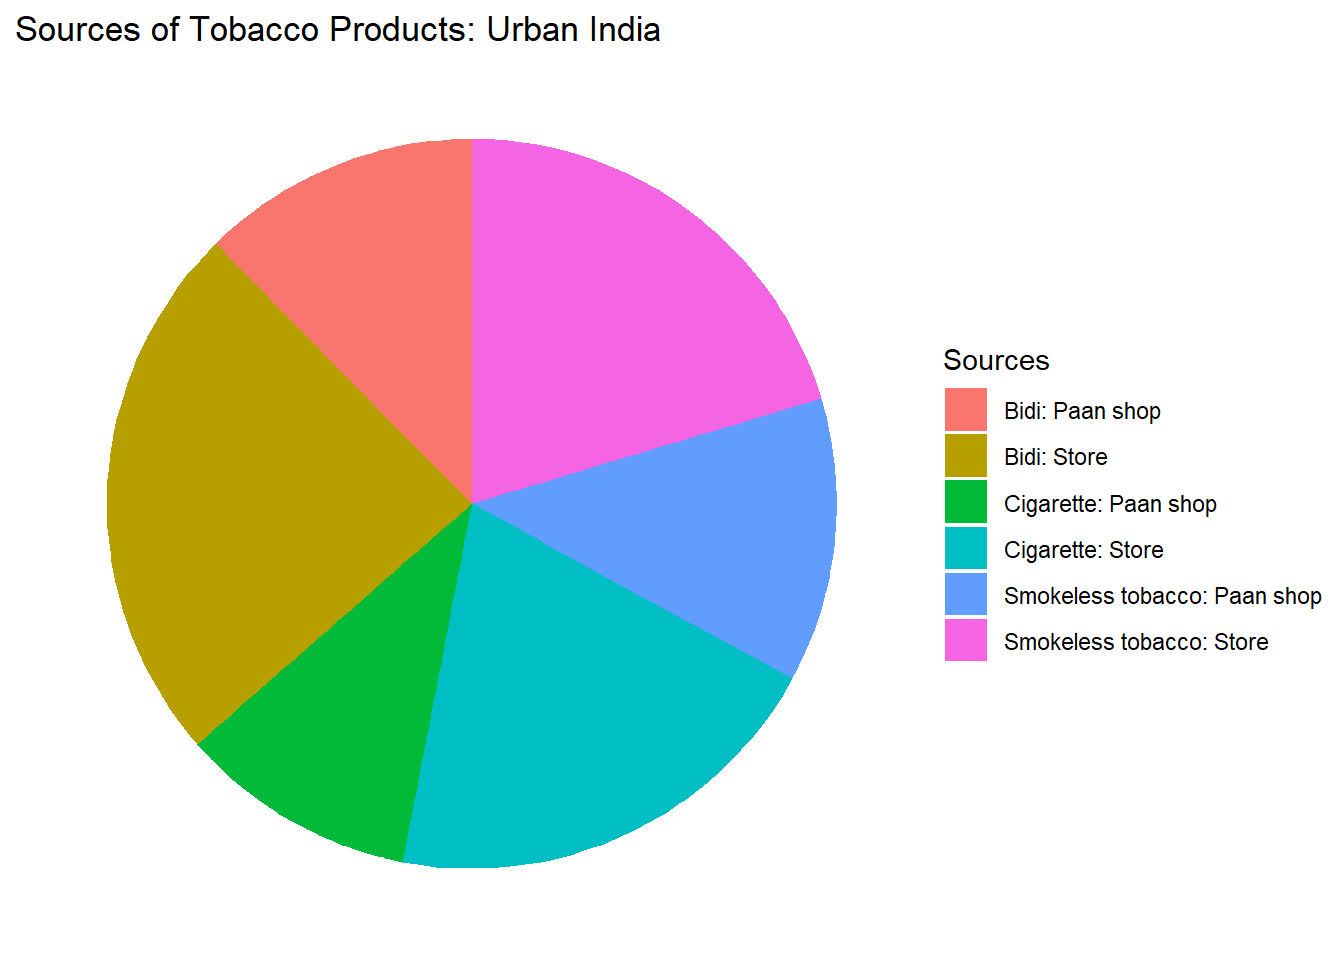 Sources of Tobacco Products: Urban India
Sources
Bidi: Paan shop
Bidi: Store
Cigarette: Paan shop
Cigarette: Store
Smokeless tobacco: Paan shop
Smokeless tobacco: Store